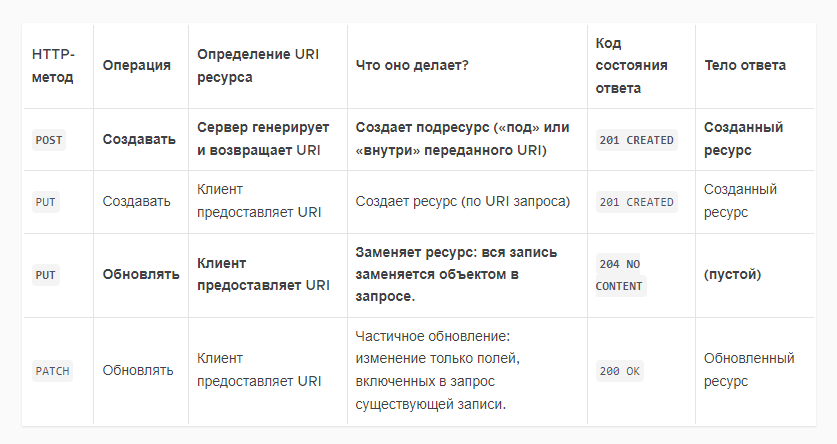 HTTP-
метод
Операция
Определение URI
ресурса
Что оно делает?
Код
состояния
ответа
Тело ответа
POST
Создавать
Сервер генерирует
и возвращает URI
Создает подресурс («под» или
«внутри» переданного URI)
201 CREATED
Созданный
ресурс
PUT
Создавать
Клиент
предоставляет URI
Создает ресурс (по URI запроса)
201 CREATED
Созданный
ресурс
PUT
Обновлять
Клиент
предоставляет URI
Заменяет ресурс: вся запись
заменяется объектом в
запросе.
204 NO
CONTENT
(пустой)
PATCH
Обновлять
Клиент
предоставляет URI
Частичное обновление:
изменение только полей,
включенных в запрос
существующей записи.
200 OK
Обновленный
ресурс